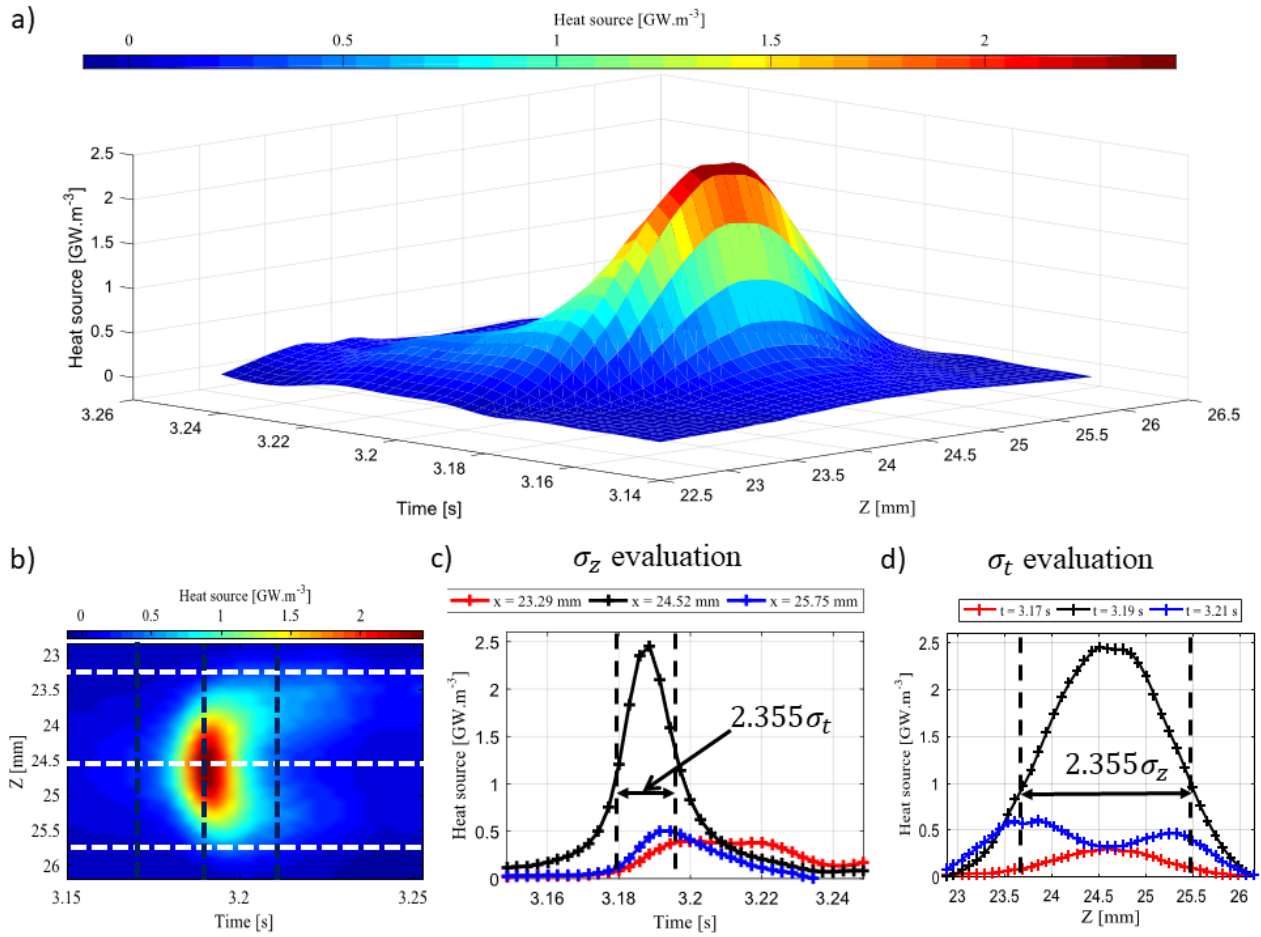 a)
Heat source [GW.m⁻³]
0 0.5 1 1.5 2
Heat source [GW.m⁻³]
2.5
2
1.5
1
0.5
0
3.26 3.24 3.22 3.2 3.18 3.16 3.14
Time [s]
22.5 23 23.5 24 24.5 25 25.5 26 26.5
Z [mm]
b)
Heat source [GW.m⁻³]
0 0.5 1 1.5 2
Z [mm]
23
23.5
24
24.5
25
25.5
26
3.15 3.2 3.25
Time [s]
c)
σz evaluation
x = 23.29 mm x = 24.52 mm x = 25.75 mm
Heat source [GW.m⁻³]
2.5
2
1.5
1
0.5
0
2.355σt
3.16 3.18 3.2 3.22 3.24
Time [s]
d)
σt evaluation
t = 3.17 s t = 3.19 s t = 3.21 s
Heat source [GW.m⁻³]
2.5
2
1.5
1
0.5
0
2.355σz
23 23.5 24 24.5 25 25.5 26
Z [mm]